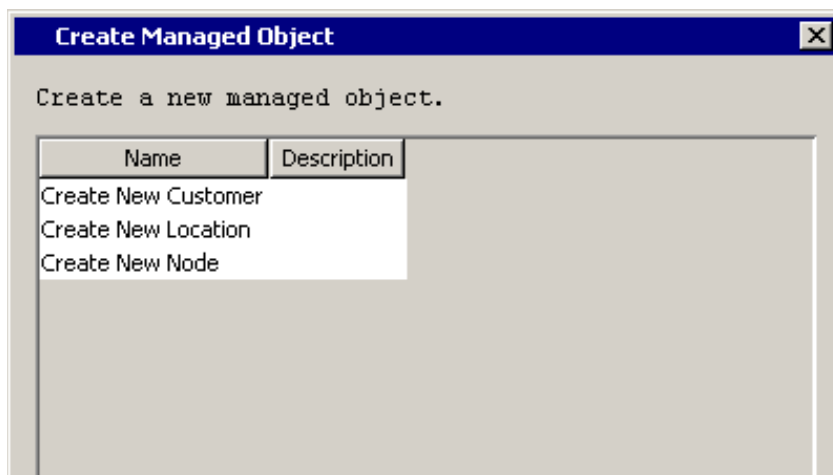 Create Managed Object
Create a new managed object.
Name Description
Create New Customer
Create New Location
Create New Node